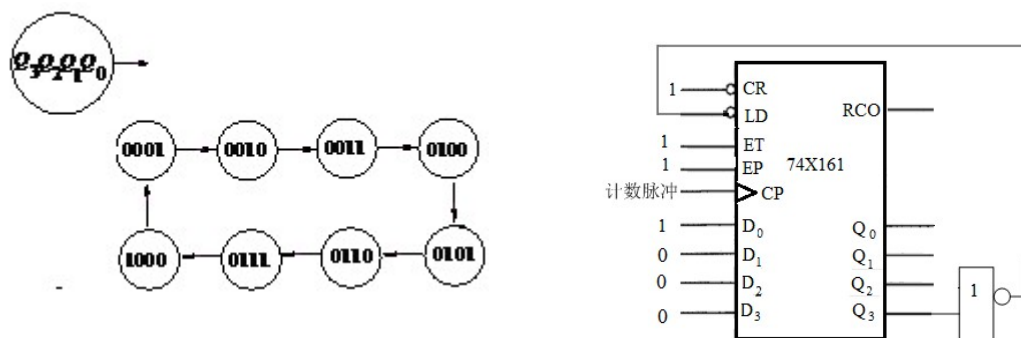 Q3Q2Q1Q0
0001 0010 0011 0100
1000 0111 0110 0101
1 CR
LD RCO
1 ET
1 EP 74X161
计数脉冲 CP
1 D0 Q0
0 D1 Q1
0 D2 Q2
0 D3 Q3 1